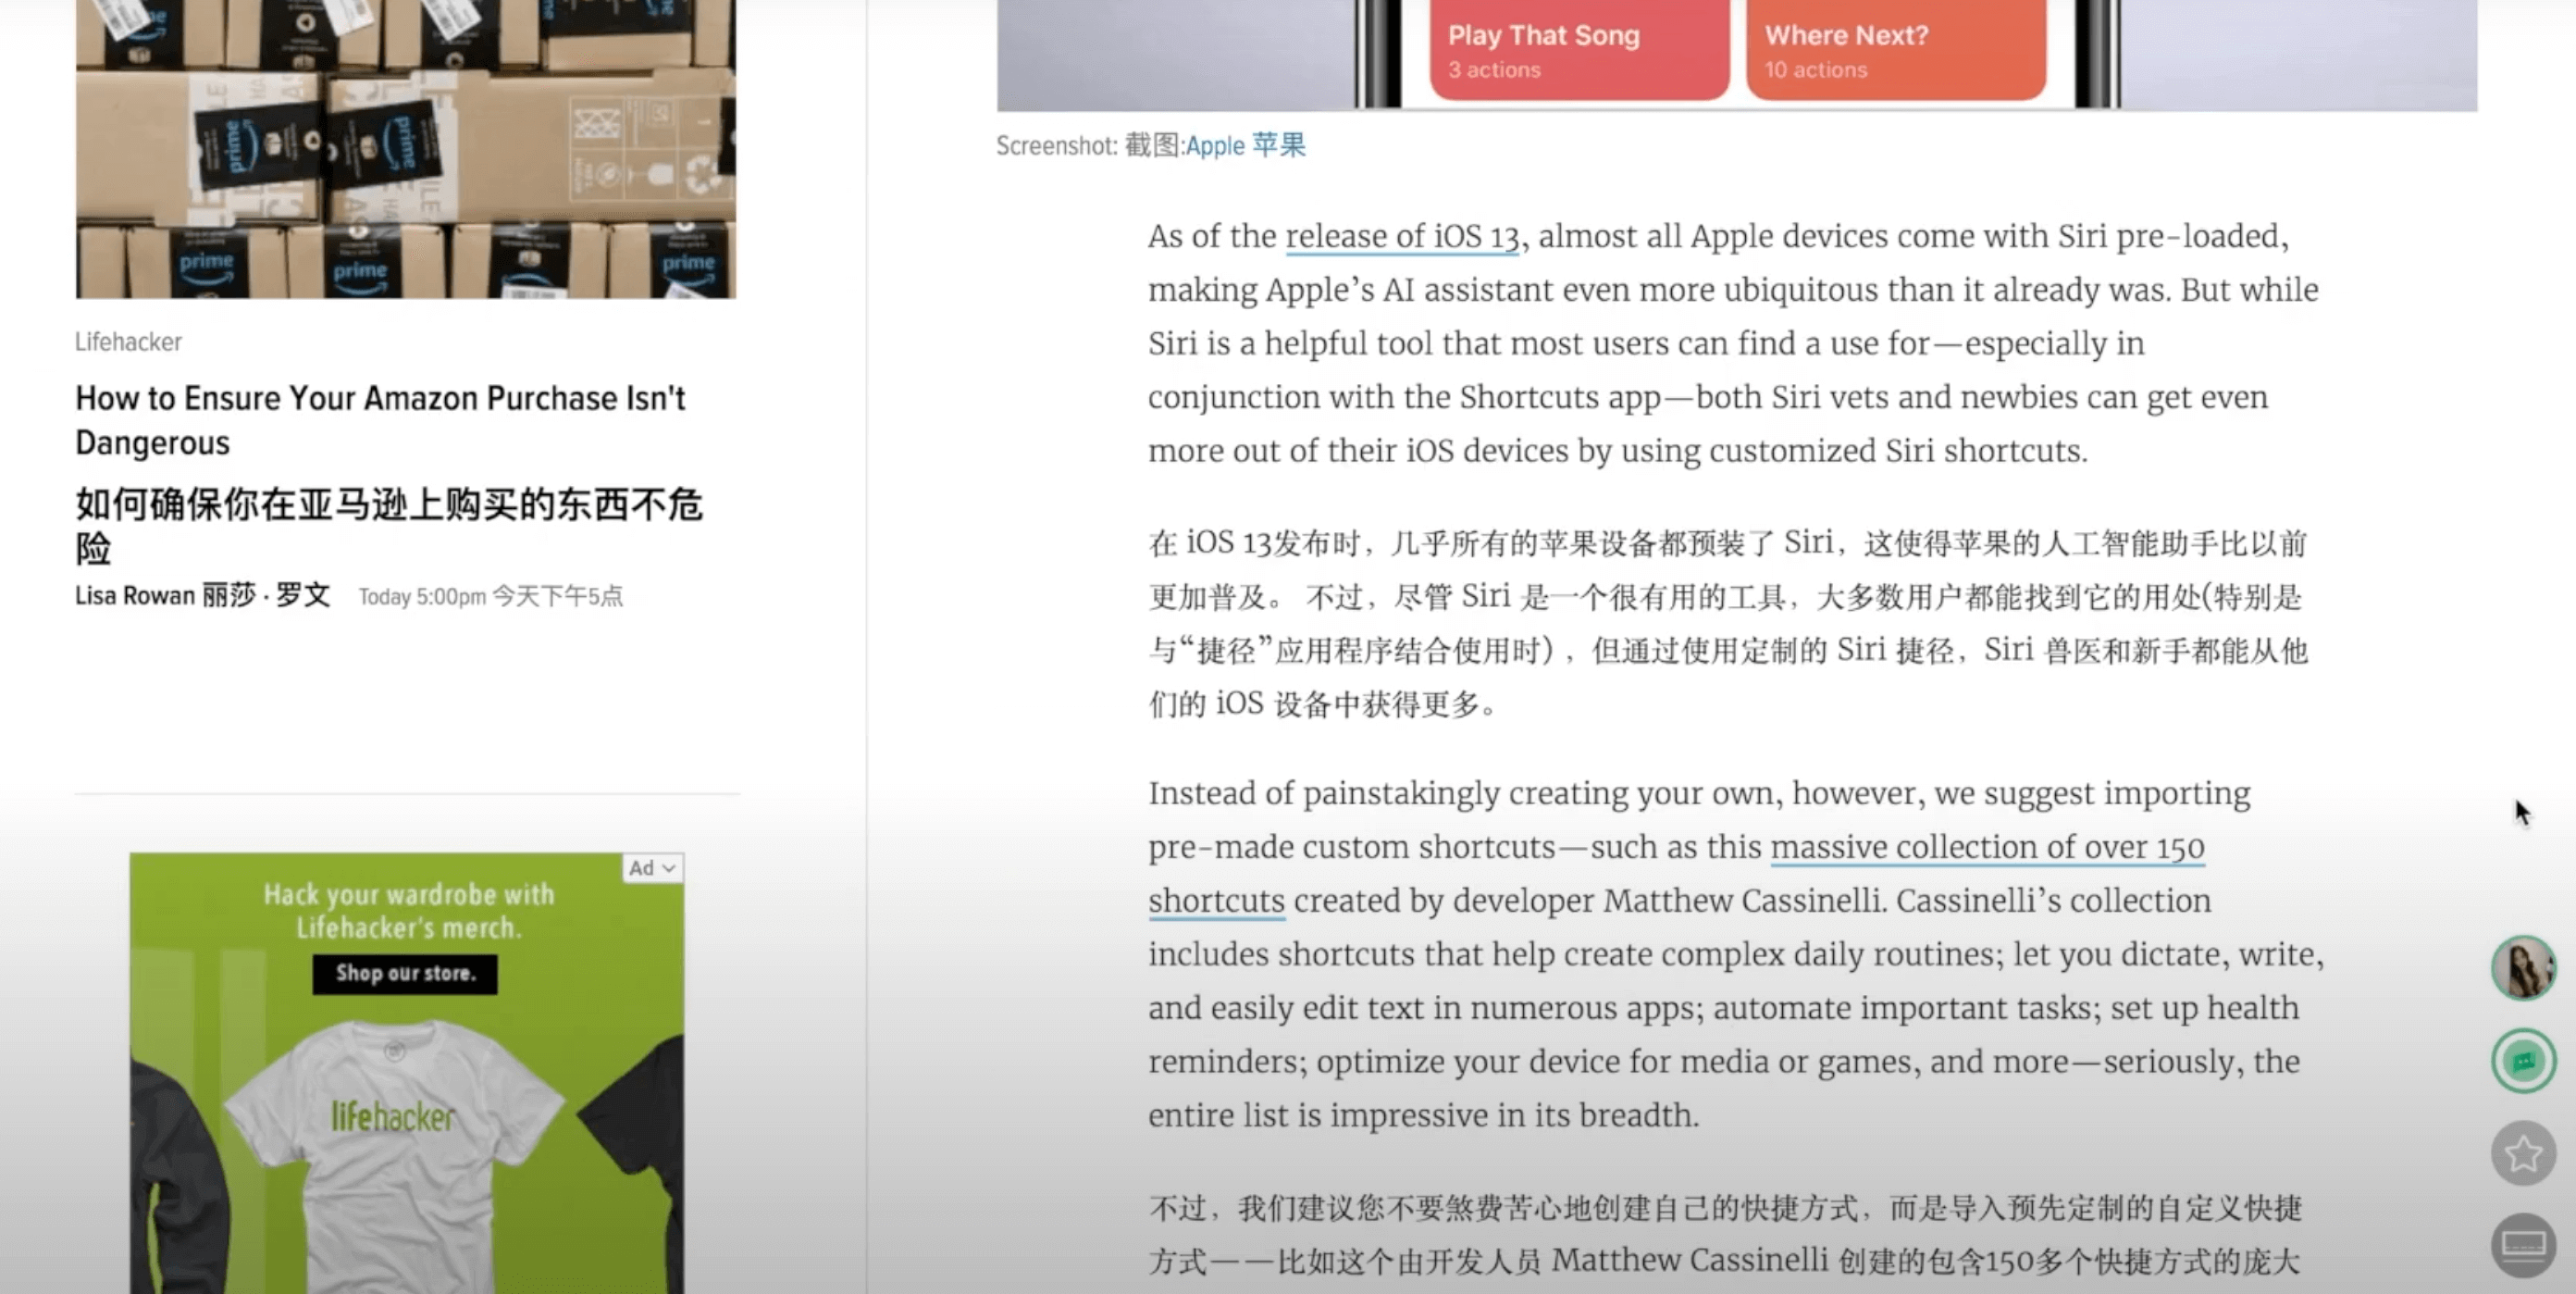 prime
prime
prime
prime
prime
Lifehacker
How to Ensure Your Amazon Purchase Isn't
Dangerous
如何确保你在亚马逊上购买的东西不危
险
Lisa Rowan 丽莎 · 罗文 Today 5:00pm 今天下午5点
Ad
Hack your wardrobe with
Lifehacker's merch.
Shop our store.
lifehacker
Play That Song
3 actions
Where Next?
10 actions
Screenshot: 截图:Apple 苹果
As of the release of iOS 13, almost all Apple devices come with Siri pre-loaded,
making Apple’s AI assistant even more ubiquitous than it already was. But while
Siri is a helpful tool that most users can find a use for—especially in
conjunction with the Shortcuts app—both Siri vets and newbies can get even
more out of their iOS devices by using customized Siri shortcuts.
在 iOS 13发布时，几乎所有的苹果设备都预装了 Siri，这使得苹果的人工智能助手比以前
更加普及。 不过，尽管 Siri 是一个很有用的工具，大多数用户都能找到它的用处(特别是
与“捷径”应用程序结合使用时)，但通过使用定制的 Siri 捷径，Siri 兽医和新手都能从他
们的 iOS 设备中获得更多。
Instead of painstakingly creating your own, however, we suggest importing
pre-made custom shortcuts—such as this massive collection of over 150
shortcuts created by developer Matthew Cassinelli. Cassinelli’s collection
includes shortcuts that help create complex daily routines; let you dictate, write,
and easily edit text in numerous apps; automate important tasks; set up health
reminders; optimize your device for media or games, and more—seriously, the
entire list is impressive in its breadth.
不过，我们建议您不要煞费苦心地创建自己的快捷方式，而是导入预先定制的自定义快捷
方式——比如这个由开发人员 Matthew Cassinelli 创建的包含150多个快捷方式的庞大